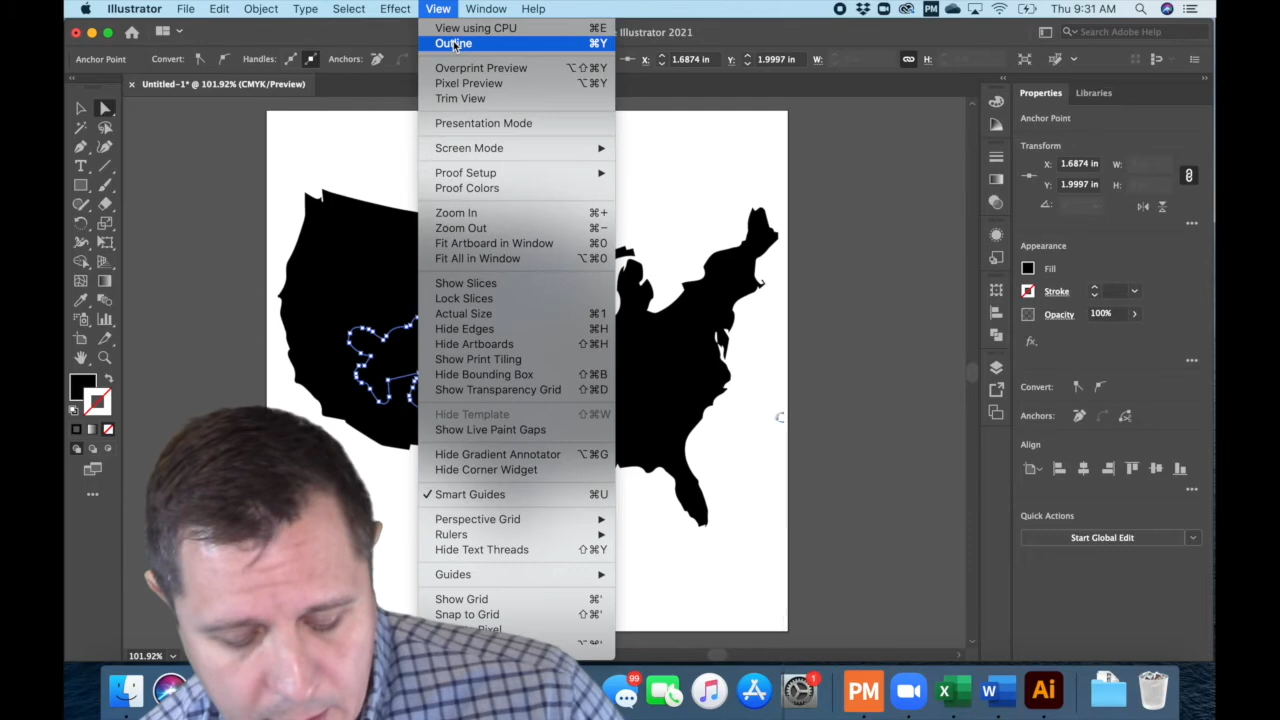 Illustrator File Edit Object Type Select Effect View Window Help PM Thu 9:31 AM
Illustrator 2021 Search Adobe Help
Anchor Point Convert: Handles: Anchors: X: 1.6874 in Y: 1.9997 in W: H:
Untitled-1* @ 101.92% (CMYK/Preview)
View using CPU ⌘E
Outline ⌘Y
Overprint Preview ⌥⇧⌘Y
Pixel Preview ⌥⌘Y
Trim View
Presentation Mode
Screen Mode
Proof Setup
Proof Colors
Zoom In ⌘+
Zoom Out ⌘−
Fit Artboard in Window ⌘0
Fit All in Window ⌥⌘0
Show Slices
Lock Slices
Actual Size ⌘1
Hide Edges ⌘H
Hide Artboards ⇧⌘H
Show Print Tiling
Hide Bounding Box ⇧⌘B
Show Transparency Grid ⇧⌘D
Hide Template ⇧⌘W
Show Live Paint Gaps
Hide Gradient Annotator ⌥⌘G
Hide Corner Widget
✓ Smart Guides ⌘U
Perspective Grid
Rulers
Hide Text Threads ⇧⌘Y
Guides
Show Grid ⌘'
Snap to Grid ⇧⌘'
Pixel
Properties Libraries
Anchor Point
Transform
X: 1.6874 in W:
Y: 1.9997 in H:
Appearance
Fill
Stroke
Opacity 100%
fx.
Convert:
Anchors:
Align
Quick Actions
Start Global Edit
101.92%
99 1 PM X W Ai